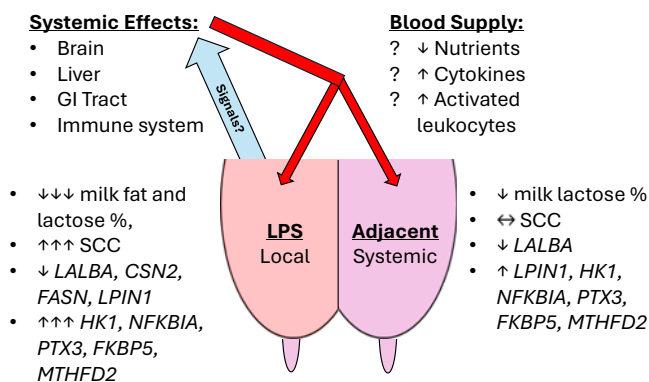 Systemic Effects:
• Brain
• Liver
• GI Tract
• Immune system
Signals?
Blood Supply:
? ↓ Nutrients
? ↑ Cytokines
? ↑ Activated
leukocytes
• ↓↓↓ milk fat and
lactose %,
• ↑↑↑ SCC
• ↓ LALBA, CSN2,
FASN, LPIN1
• ↑↑↑ HK1, NFKBIA,
PTX3, FKBP5,
MTHFD2
LPS
Local
Adjacent
Systemic
• ↓ milk lactose %
• ↔ SCC
• ↓ LALBA
• ↑ LPIN1, HK1,
NFKBIA, PTX3,
FKBP5, MTHFD2